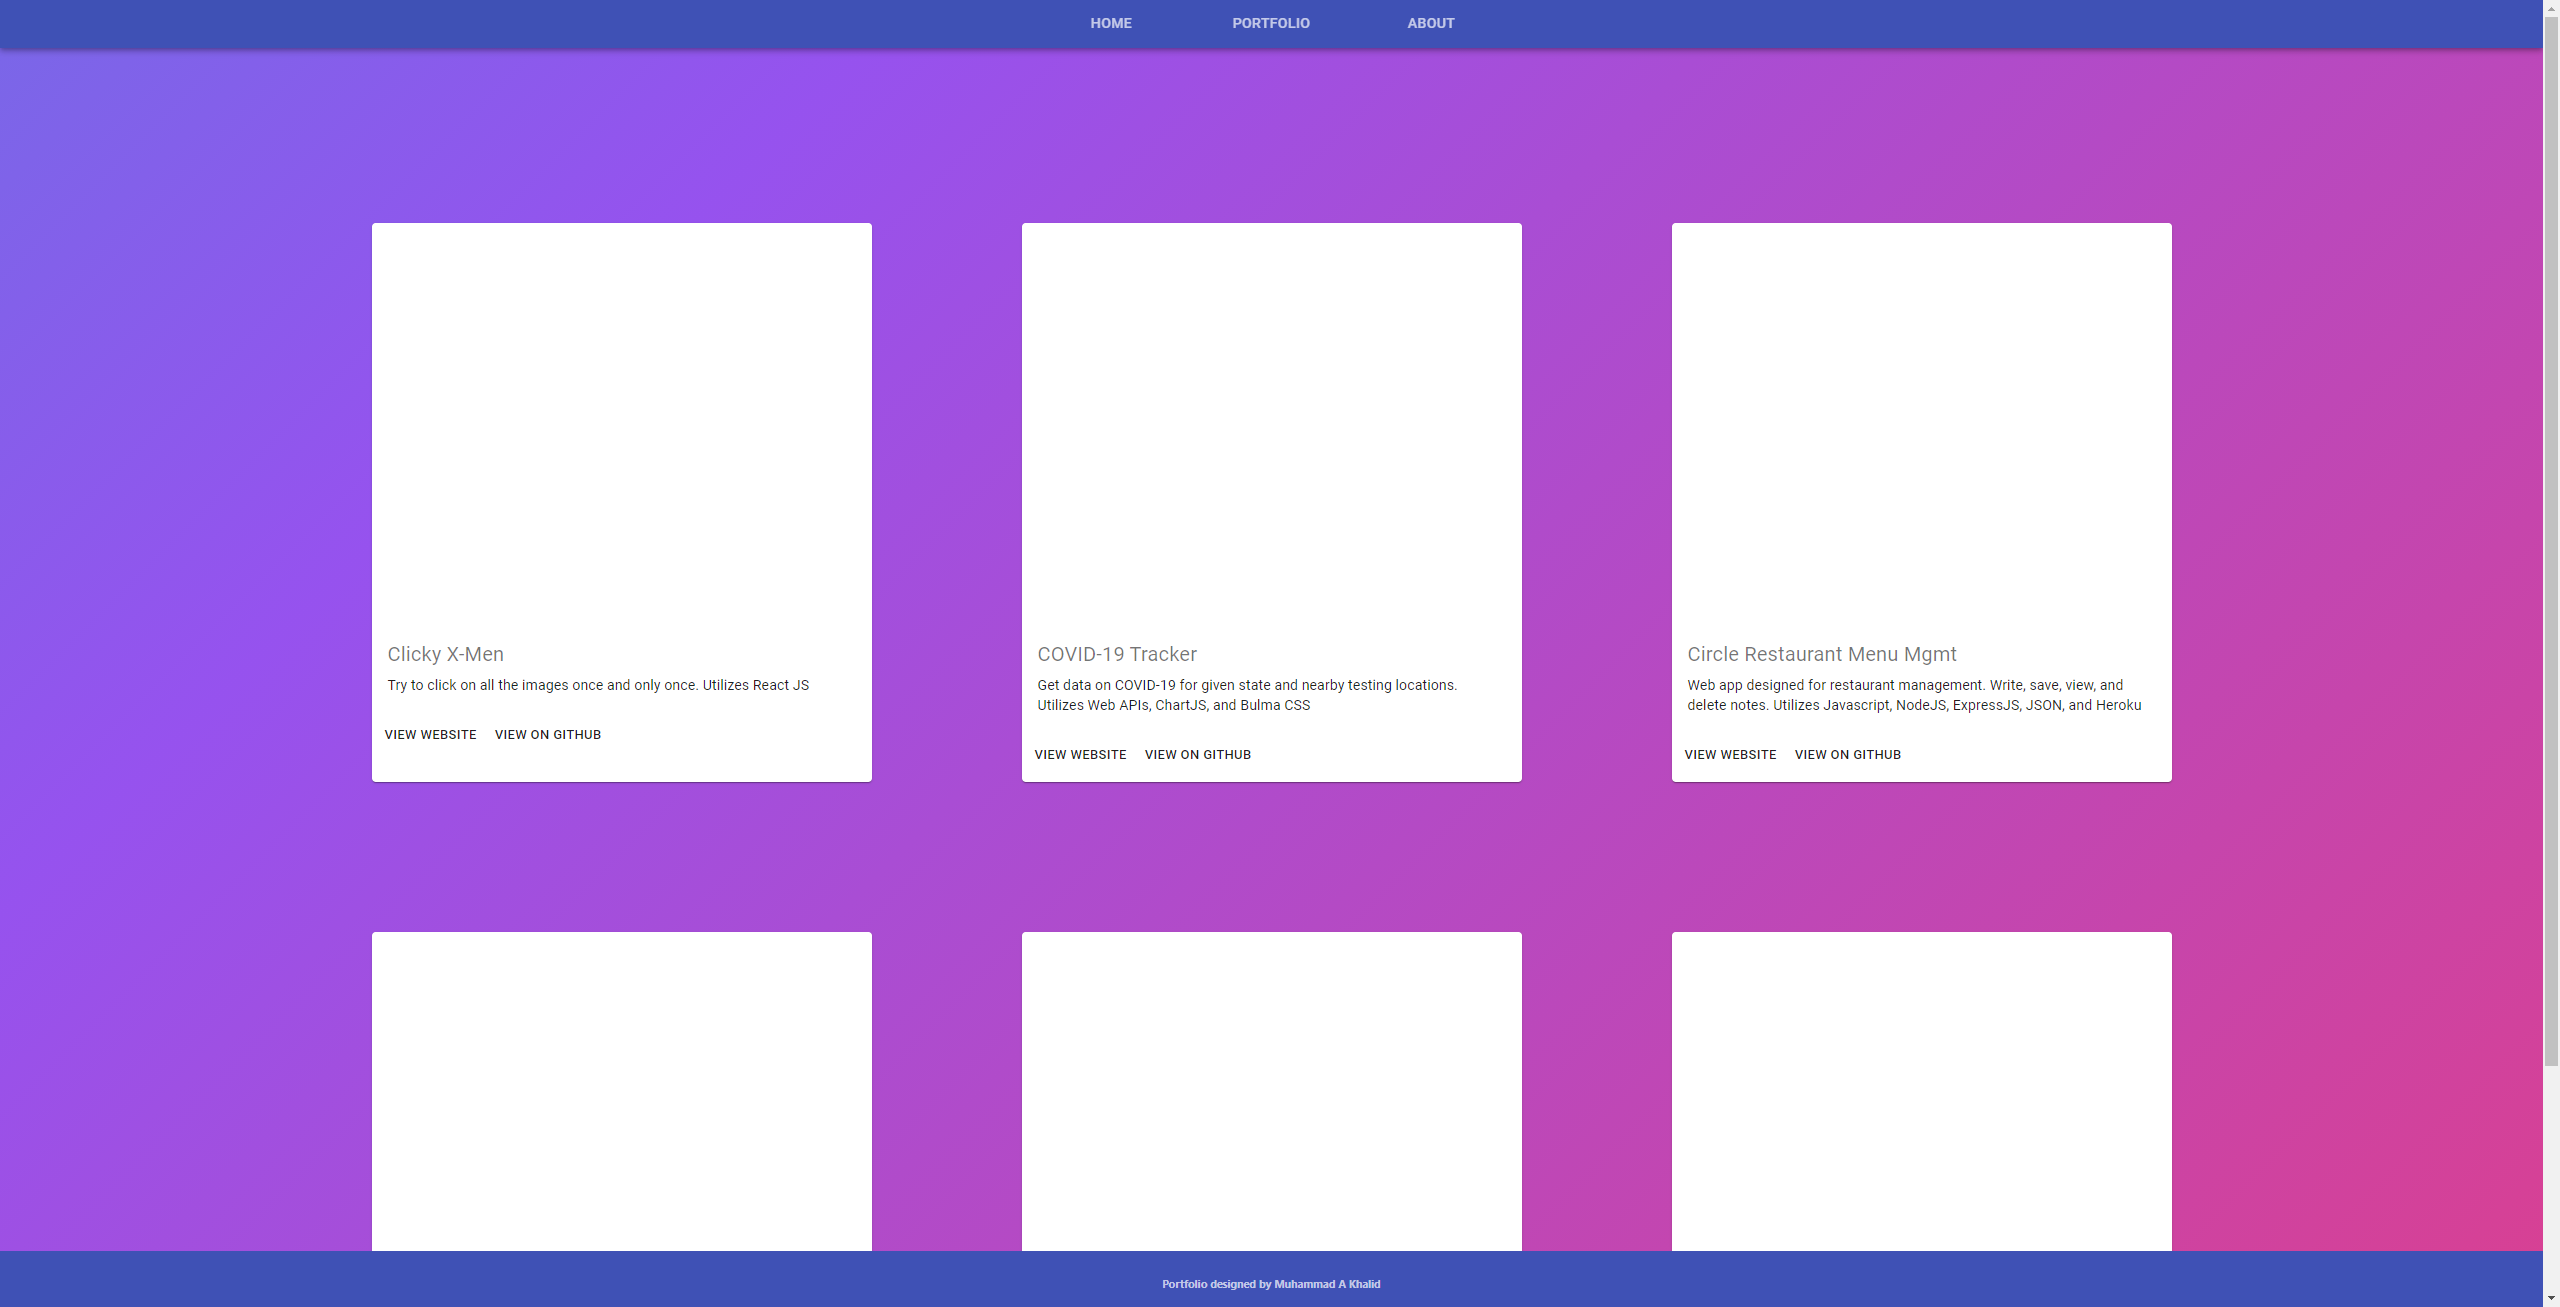 HOME PORTFOLIO ABOUT
Clicky X-Men
Try to click on all the images once and only once. Utilizes React JS
VIEW WEBSITE VIEW ON GITHUB
COVID-19 Tracker
Get data on COVID-19 for given state and nearby testing locations.
Utilizes Web APIs, ChartJS, and Bulma CSS
VIEW WEBSITE VIEW ON GITHUB
Circle Restaurant Menu Mgmt
Web app designed for restaurant management. Write, save, view, and
delete notes. Utilizes Javascript, NodeJS, ExpressJS, JSON, and Heroku
VIEW WEBSITE VIEW ON GITHUB
Portfolio designed by Muhammad A Khalid